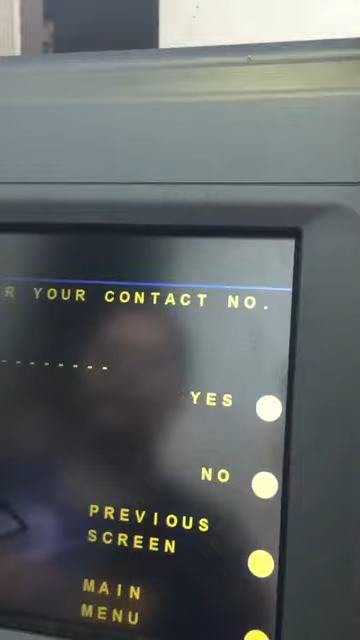 R YOUR CONTACT NO.
--------
YES
NO
PREVIOUS
SCREEN
MAIN
MENU